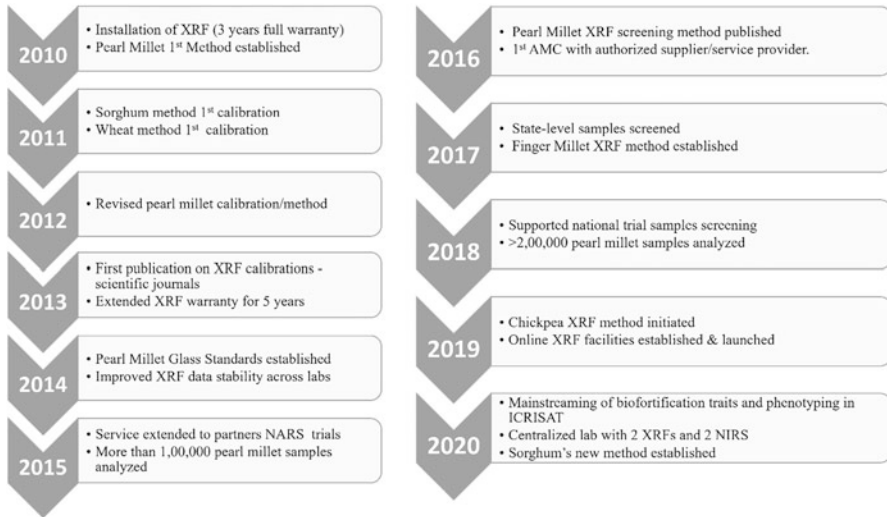 2010
• Installation of XRF (3 years full warranty)
• Pearl Millet 1st Method established
2011
• Sorghum method 1st calibration
• Wheat method 1st calibration
2012
• Revised pearl millet calibration/method
2013
• First publication on XRF calibrations -
scientific journals
• Extended XRF warranty for 5 years
2014
• Pearl Millet Glass Standards established
• Improved XRF data stability across labs
2015
• Service extended to partners NARS trials
• More than 1,00,000 pearl millet samples
analyzed
2016
• Pearl Millet XRF screening method published
• 1st AMC with authorized supplier/service provider.
2017
• State-level samples screened
• Finger Millet XRF method established
2018
• Supported national trial samples screening
• >2,00,000 pearl millet samples analyzed
2019
• Chickpea XRF method initiated
• Online XRF facilities established & launched
2020
• Mainstreaming of biofortification traits and phenotyping in
ICRISAT
• Centralized lab with 2 XRFs and 2 NIRS
• Sorghum's new method established